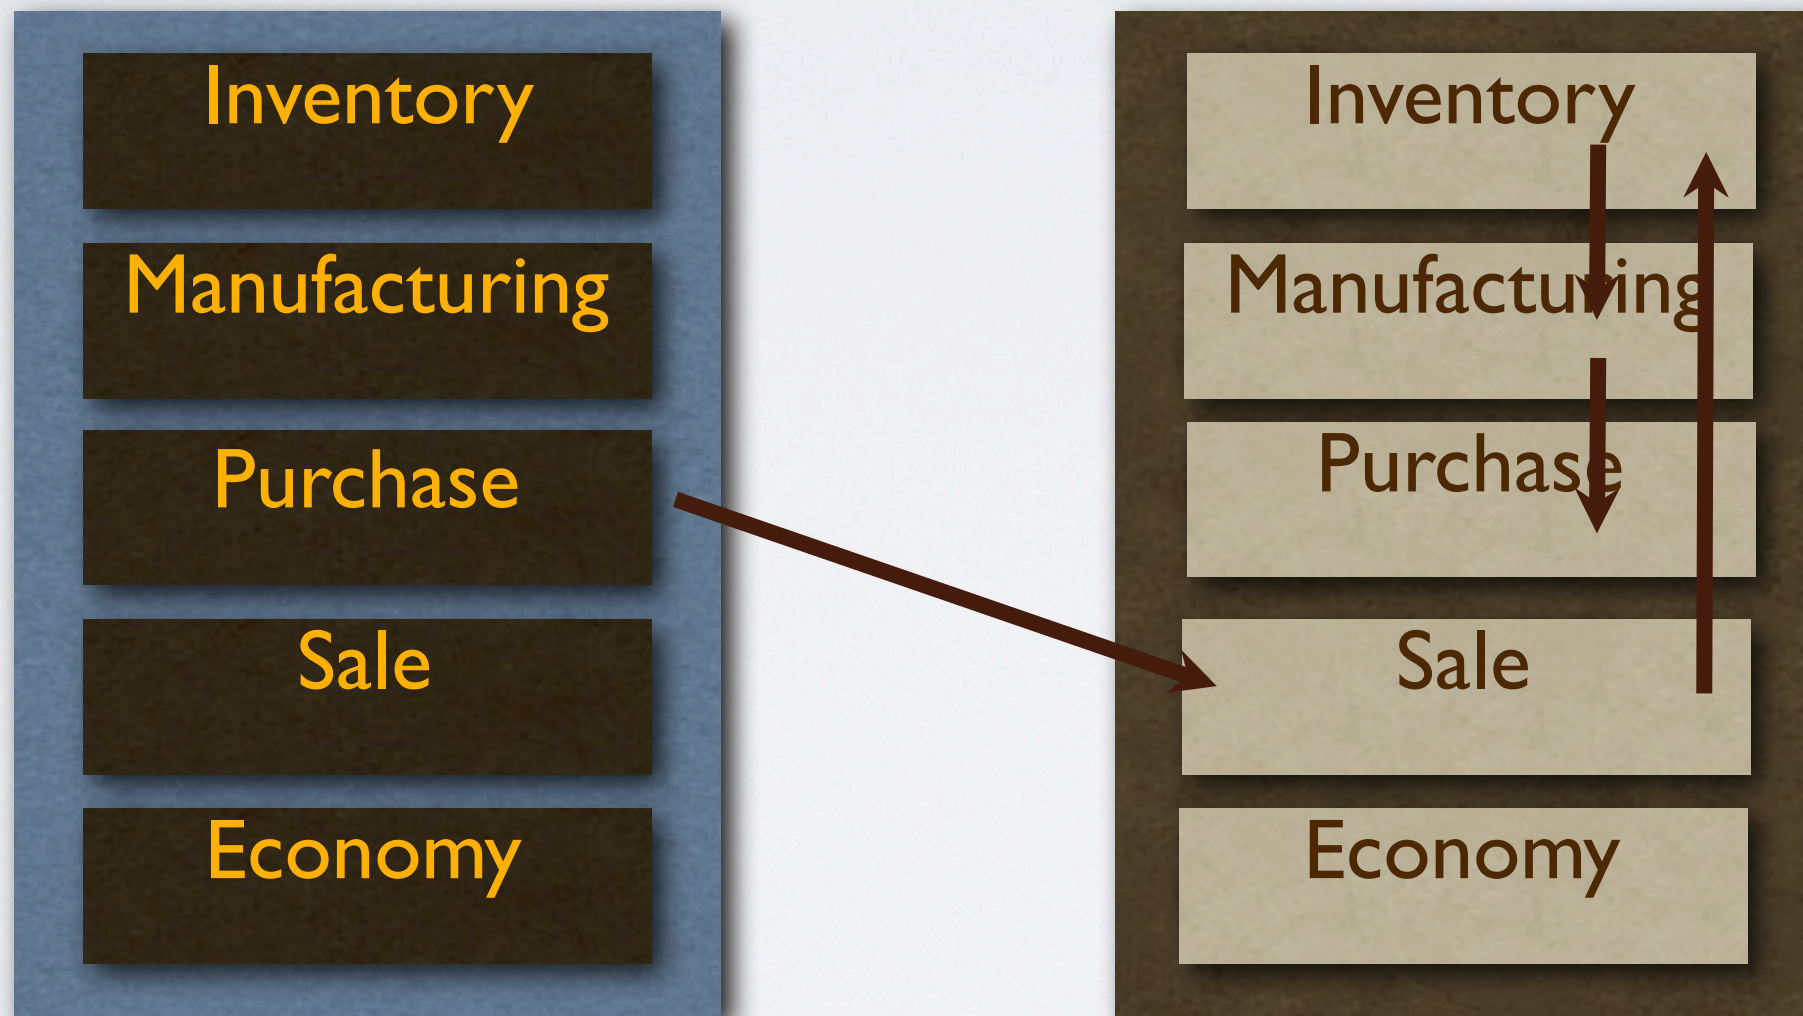 Inventory
Manufacturing
Purchase
Sale
Economy
Inventory
Manufacturing
Purchase
Sale
Economy